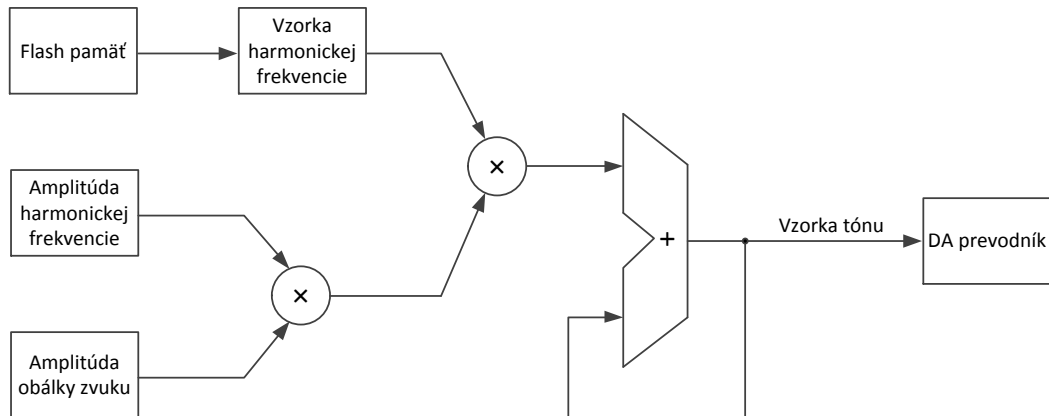 Flash pamäť
Vzorka
harmonickej
frekvencie
×
Amplitúda
harmonickej
frekvencie
×
+
Vzorka tónu
DA prevodník
Amplitúda
obálky zvuku